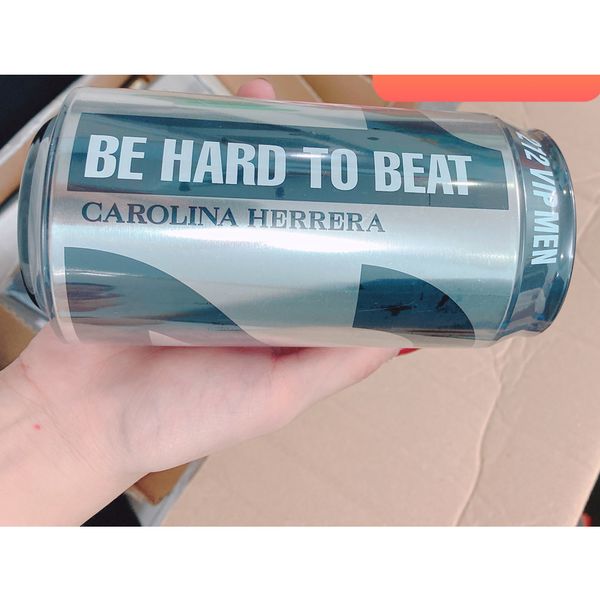 BE HARD TO BEAT
CAROLINA HERRERA
212 VIP MEN